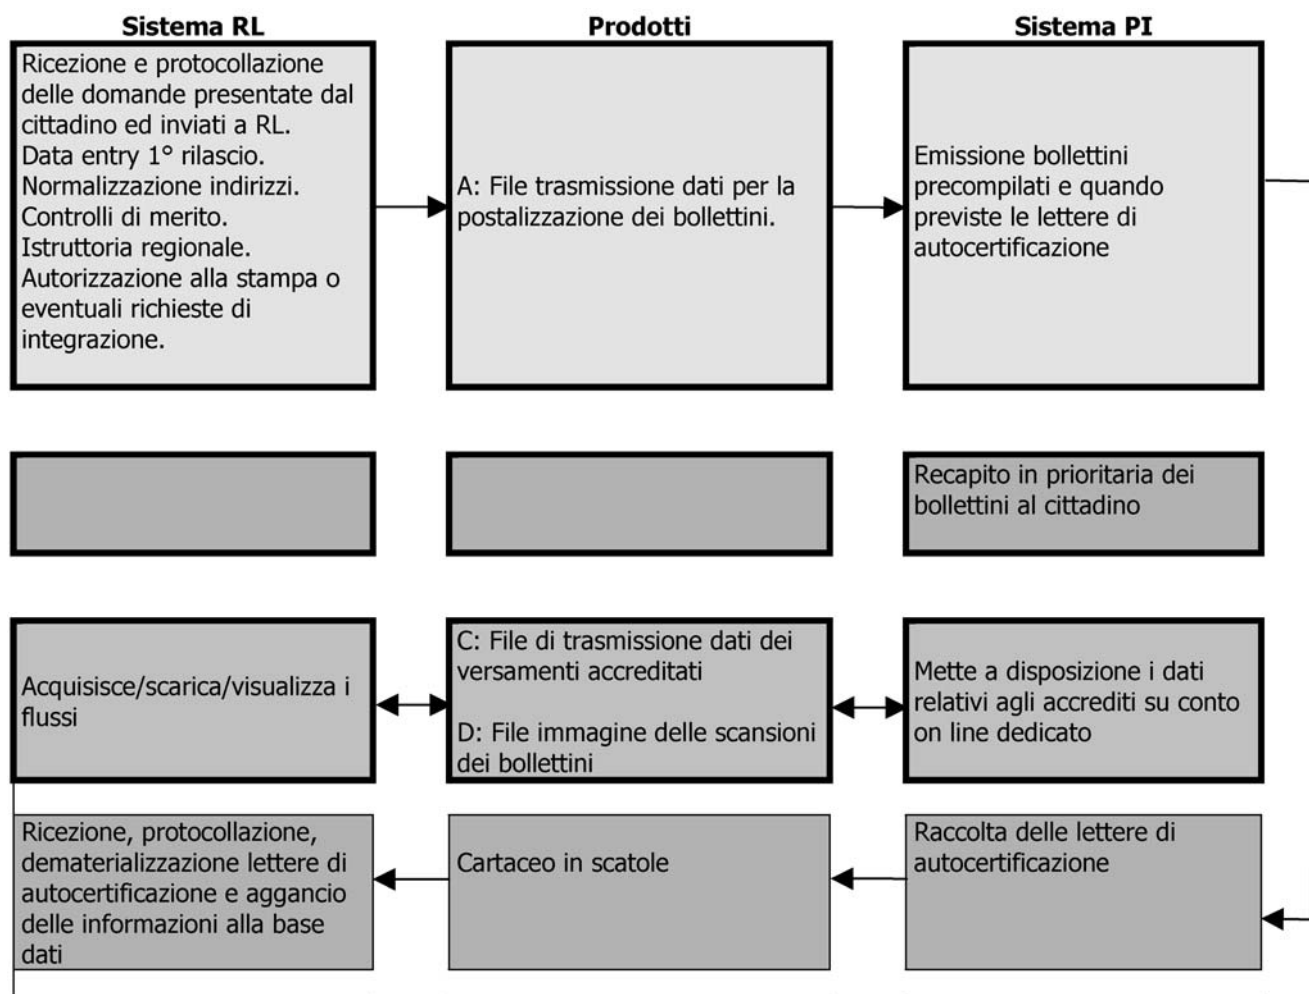 Sistema RL
Prodotti
Sistema PI
Ricezione e protocollazione
delle domande presentate dal
cittadino ed inviati a RL.
Data entry 1° rilascio.
Normalizzazione indirizzi.
Controlli di merito.
Istruttoria regionale.
Autorizzazione alla stampa o
eventuali richieste di
integrazione.
A: File trasmissione dati per la
postalizzazione dei bollettini.
Emissione bollettini
precompilati e quando
previste le lettere di
autocertificazione
Recapito in prioritaria dei
bollettini al cittadino
Acquisisce/scarica/visualizza i
flussi
C: File di trasmissione dati dei
versamenti accreditati
D: File immagine delle scansioni
dei bollettini
Mette a disposizione i dati
relativi agli accrediti su conto
on line dedicato
Ricezione, protocollazione,
dematerializzazione lettere di
autocertificazione e aggancio
delle informazioni alla base
dati
Cartaceo in scatole
Raccolta delle lettere di
autocertificazione